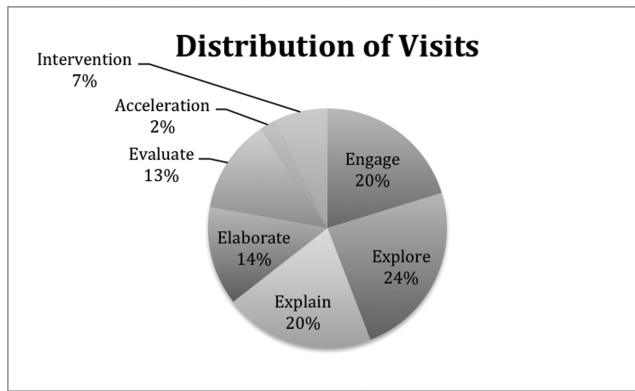 Distribution of Visits
Intervention
7%
Acceleration
2%
Evaluate
13%
Elaborate
14%
Explain
20%
Explore
24%
Engage
20%